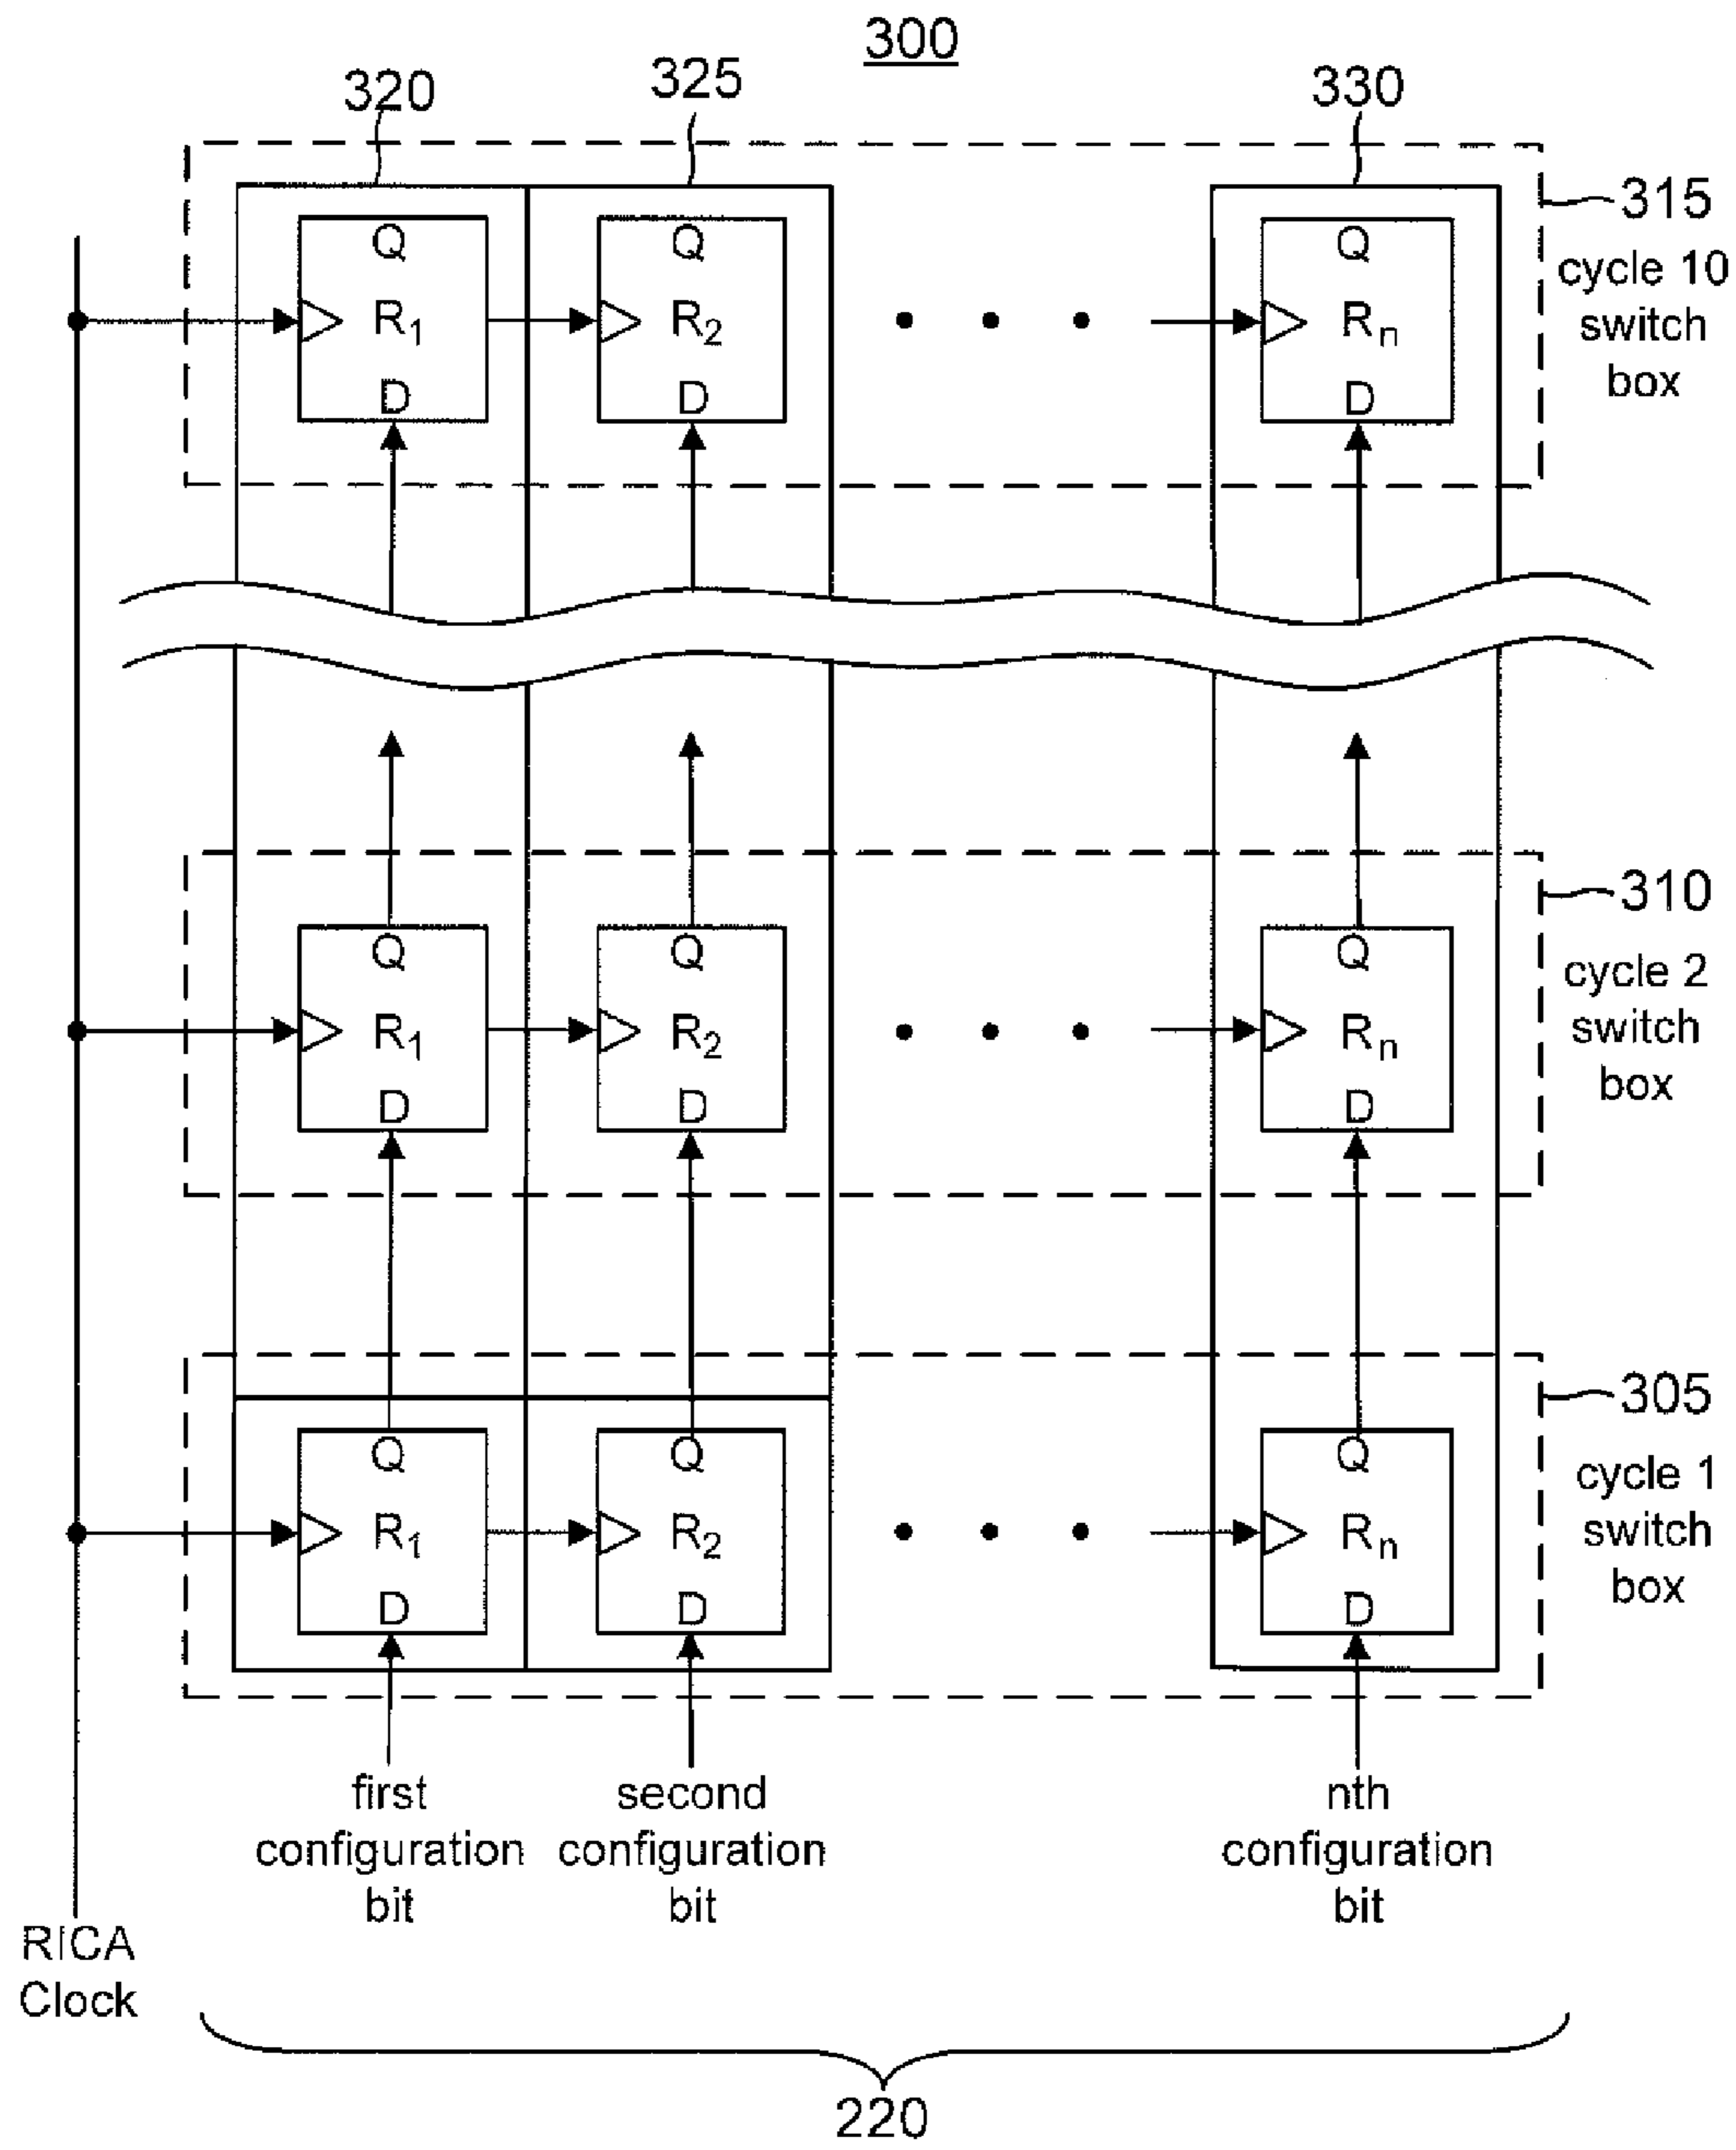 300
320
325
330
315
cycle 10
switch
box
Q
R1
D
Q
R2
D
• • •
Q
Rn
D
310
cycle 2
switch
box
Q
R1
D
Q
R2
D
• • •
Q
Rn
D
305
cycle 1
switch
box
Q
R1
D
Q
R2
D
• • •
Q
Rn
D
first
configuration
bit
second
configuration
bit
nth
configuration
bit
RICA
Clock
220